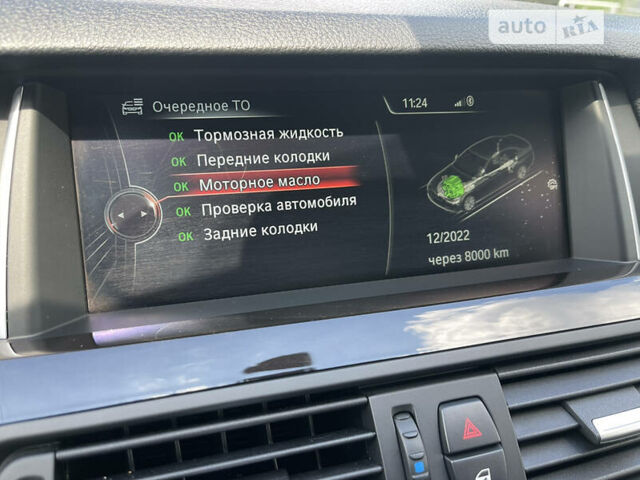 auto RIA
Очередное ТО
11:24
OK Тормозная жидкость
OK Передние колодки
OK Моторное масло
OK Проверка автомобиля
OK Задние колодки
12/2022
через 8000 km